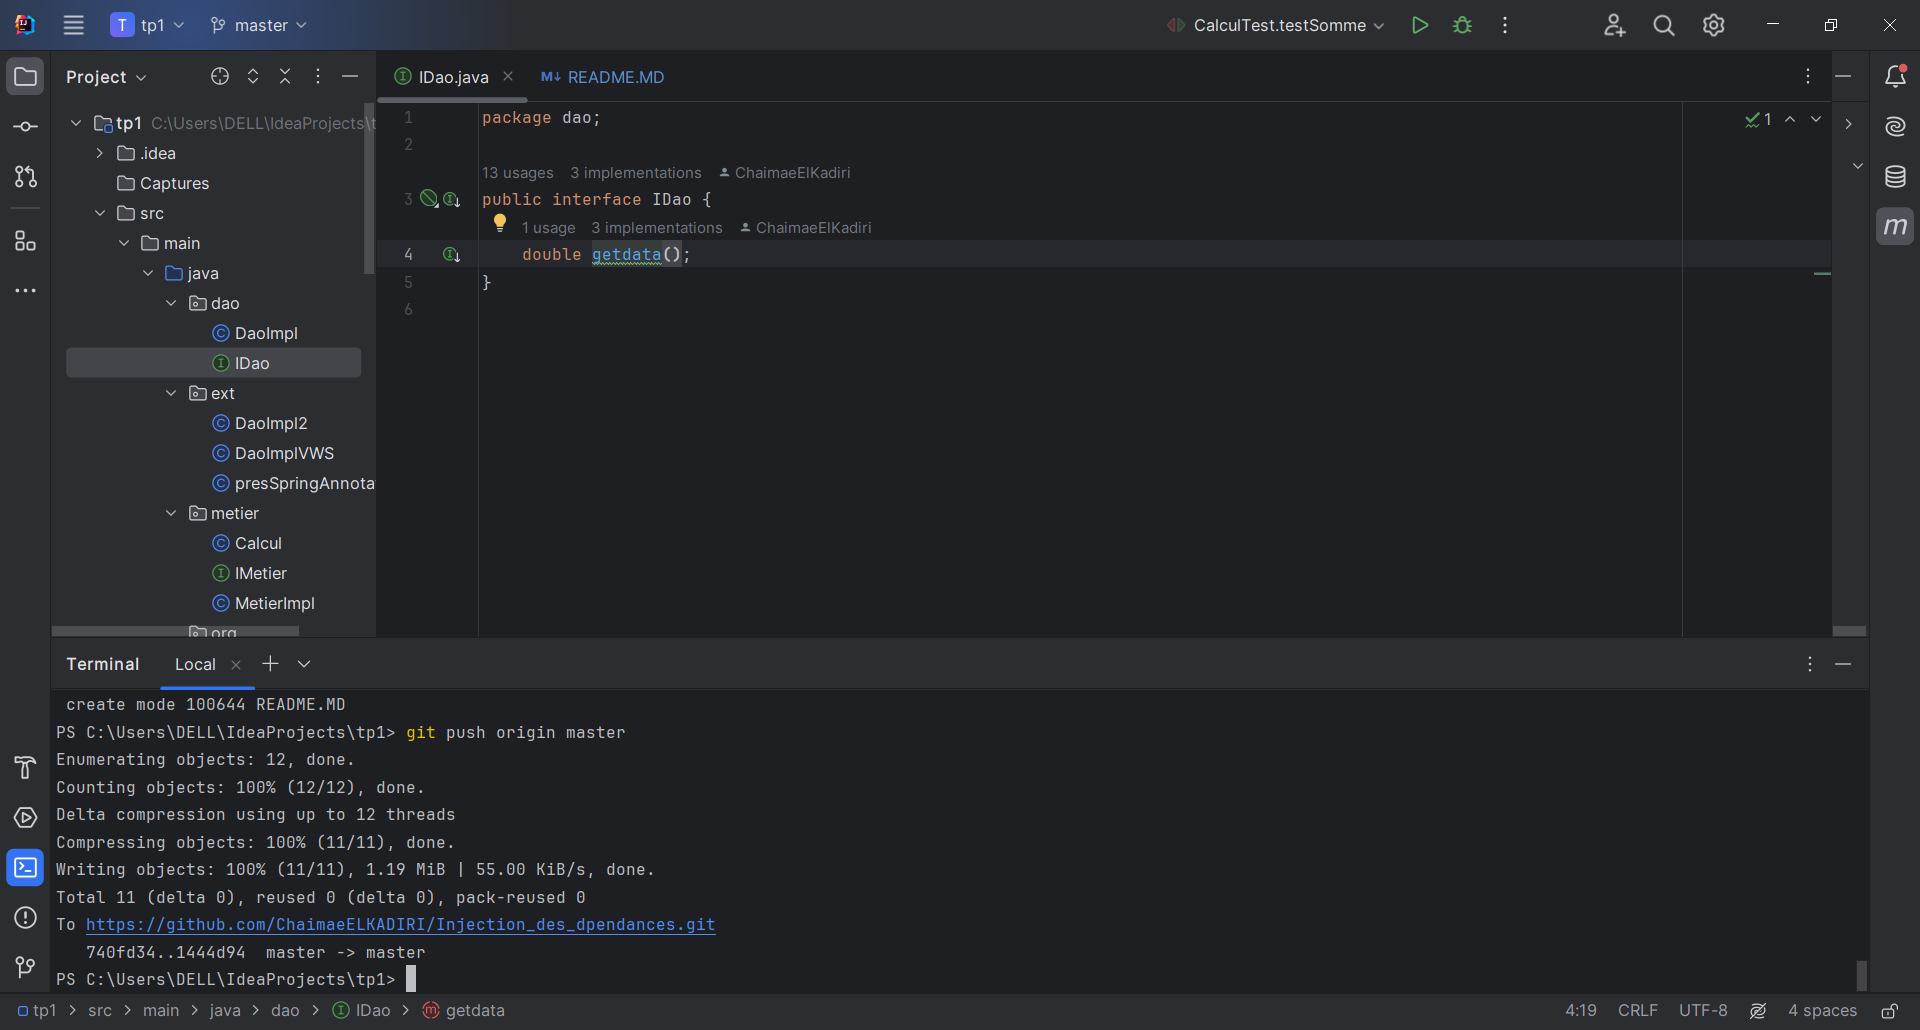 T tp1 master CalculTest.testSomme
Project
IDao.java M↓ README.MD
tp1 C:\Users\DELL\IdeaProjects\t
.idea
Captures
src
main
java
dao
DaoImpl
IDao
ext
DaoImpl2
DaoImplVWS
presSpringAnnota
metier
Calcul
IMetier
MetierImpl
org
1 package dao;
1
2
13 usages 3 implementations ChaimaeElKadiri
3 public interface IDao {
1 usage 3 implementations ChaimaeElKadiri
4 double getdata();
5 }
6
Terminal Local
create mode 100644 README.MD
PS C:\Users\DELL\IdeaProjects\tp1> git push origin master
Enumerating objects: 12, done.
Counting objects: 100% (12/12), done.
Delta compression using up to 12 threads
Compressing objects: 100% (11/11), done.
Writing objects: 100% (11/11), 1.19 MiB | 55.00 KiB/s, done.
Total 11 (delta 0), reused 0 (delta 0), pack-reused 0
To https://github.com/ChaimaeELKADIRI/Injection_des_dpendances.git
740fd34..1444d94 master -> master
PS C:\Users\DELL\IdeaProjects\tp1>
tp1 > src > main > java > dao > IDao > getdata 4:19 CRLF UTF-8 4 spaces